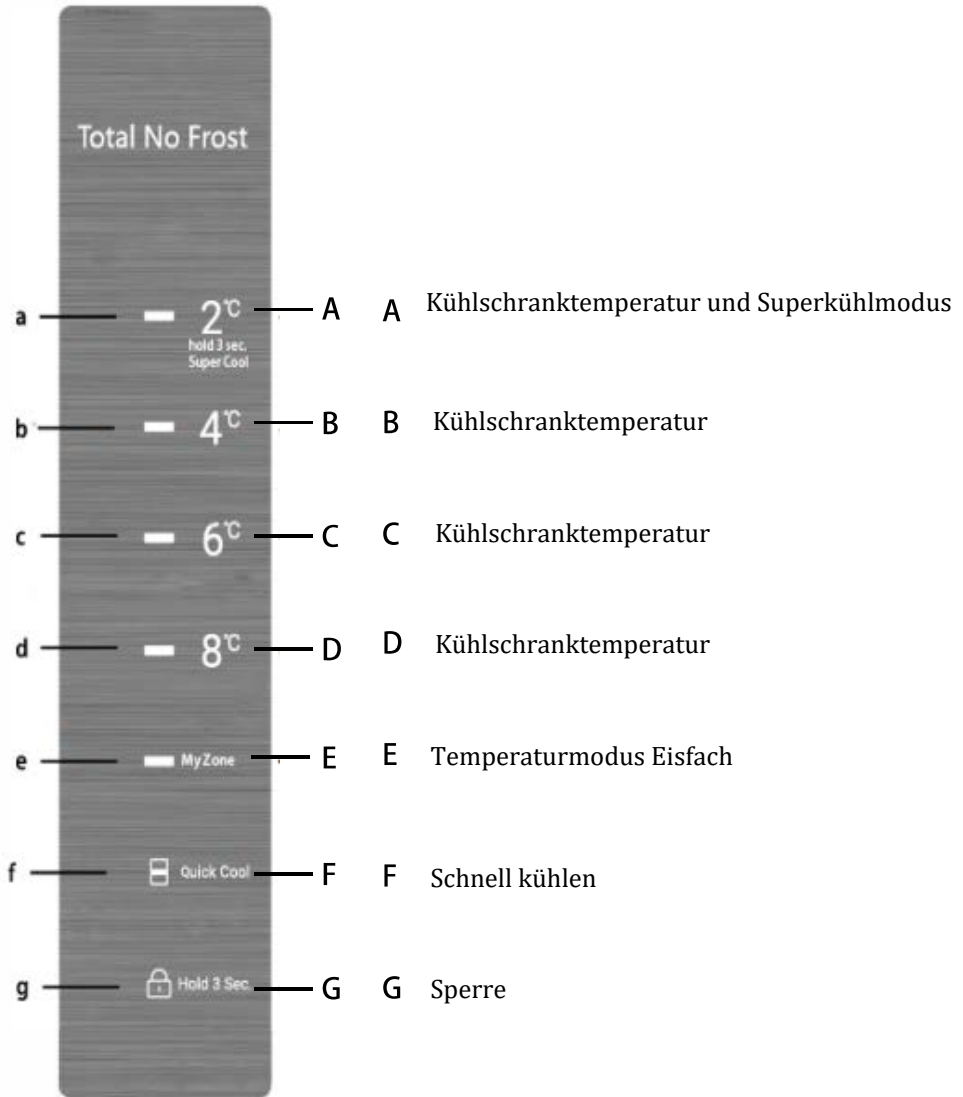 Total No Frost
a 2°C A A Kühlschranktemperatur und Superkühlmodus
hold 3 sec.
Super Cool
b 4°C B B Kühlschranktemperatur
c 6°C C C Kühlschranktemperatur
d 8°C D D Kühlschranktemperatur
e My Zone E E Temperaturmodus Eisfach
f Quick Cool F F Schnell kühlen
g Hold 3 Sec. G G Sperre